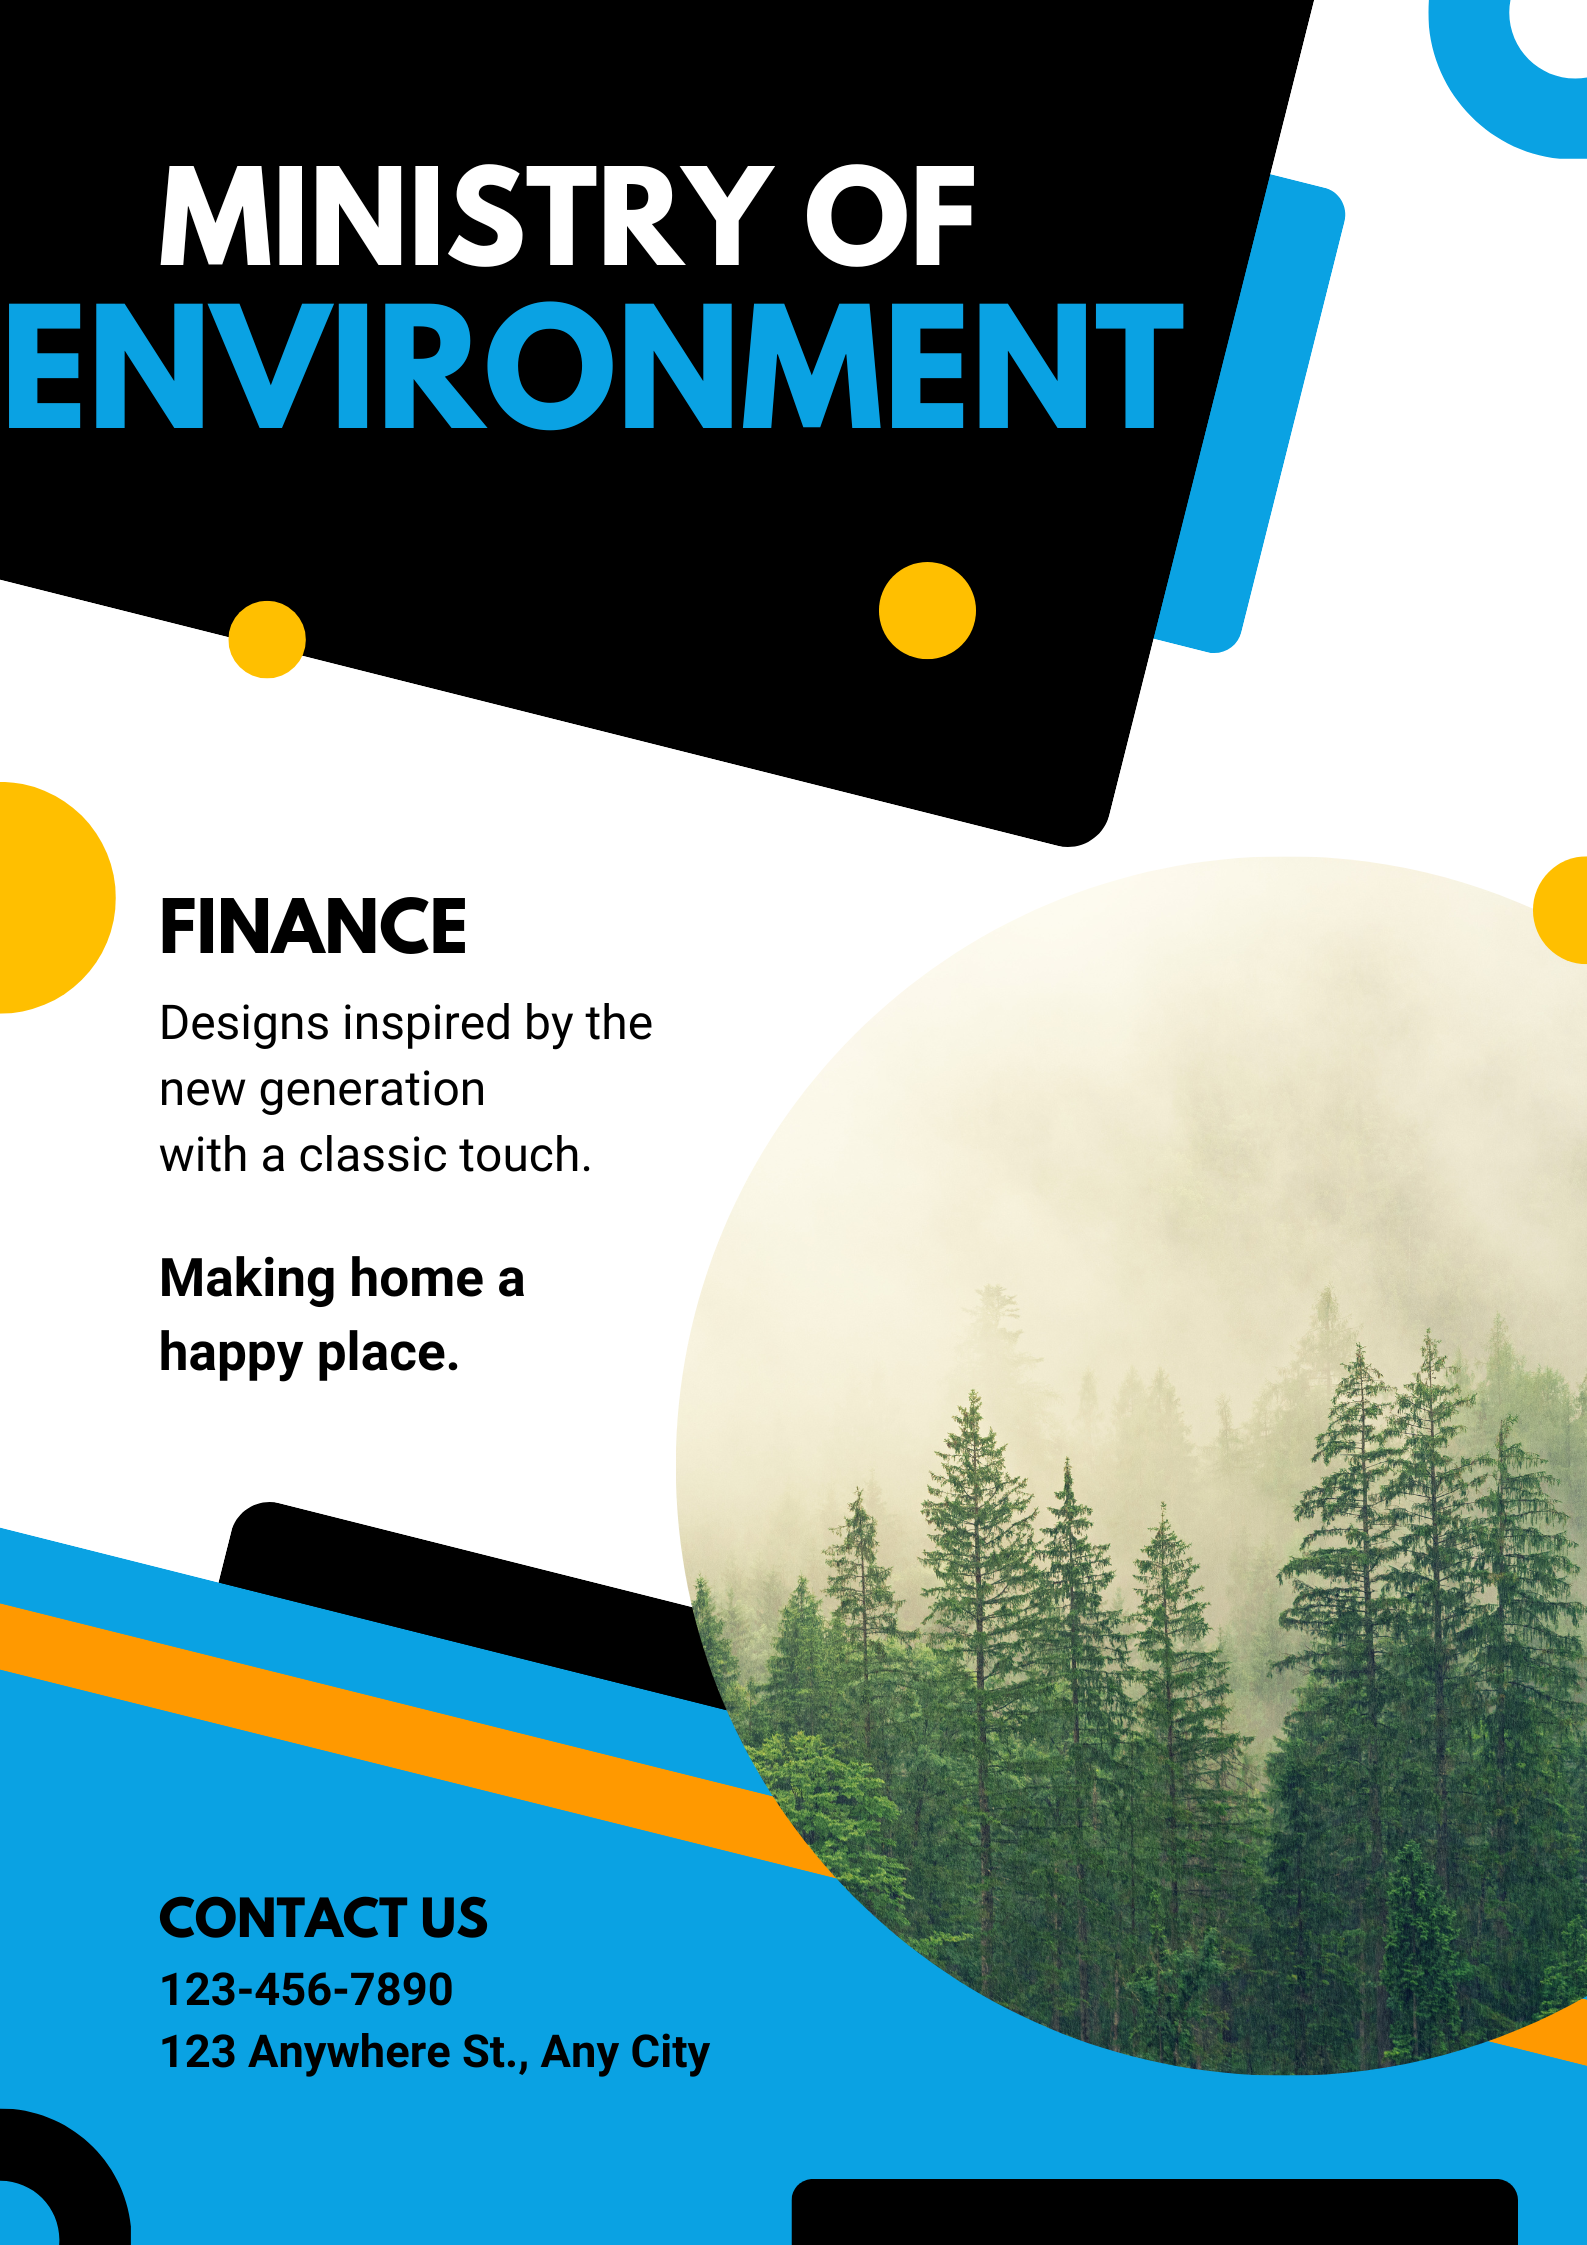 MINISTRY OF
ENVIRONMENT
FINANCE
Designs inspired by the
new generation
with a classic touch.
Making home a
happy place.
CONTACT US
123-456-7890
123 Anywhere St., Any City